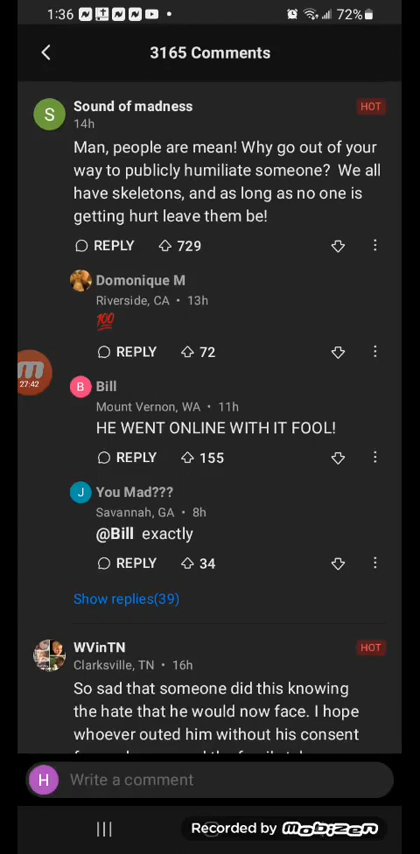 1:36 72%
3165 Comments
S Sound of madness HOT
14h
Man, people are mean! Why go out of your
way to publicly humiliate someone? We all
have skeletons, and as long as no one is
getting hurt leave them be!
REPLY 729
Domonique M
Riverside, CA • 13h
💯
REPLY 72
m
27:42
B Bill
Mount Vernon, WA • 11h
HE WENT ONLINE WITH IT FOOL!
REPLY 155
J You Mad???
Savannah, GA • 8h
@Bill exactly
REPLY 34
Show replies(39)
WVinTN HOT
Clarksville, TN • 16h
So sad that someone did this knowing
the hate that he would now face. I hope
whoever outed him without his consent
H Write a comment
Recorded by mobizen